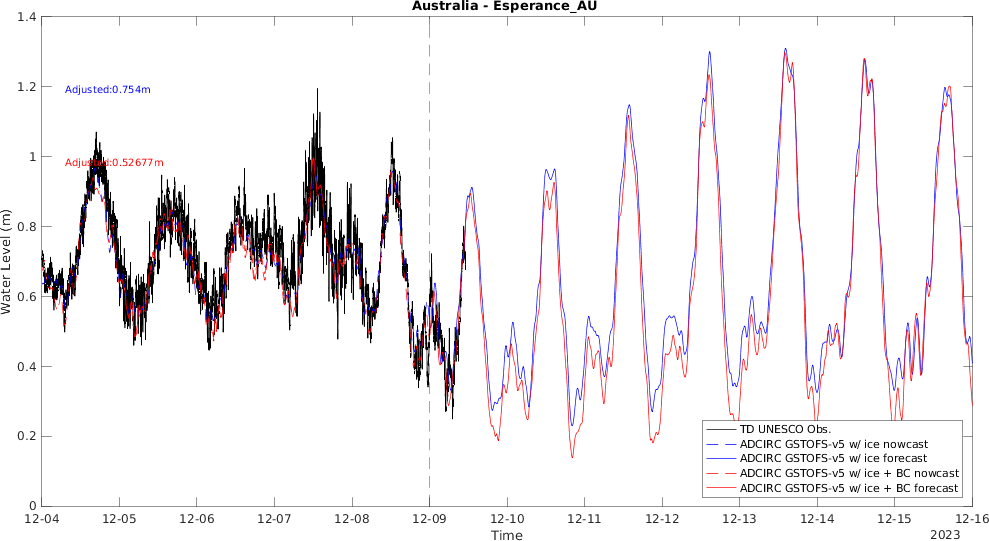 Australia - Esperance_AU
1.4
1.2
1
0.8
0.6
0.4
0.2
0
Water Level (m)
Adjusted:0.754m
Adjusted:0.52677m
TD UNESCO Obs.
ADCIRC GSTOFS-v5 w/ ice nowcast
ADCIRC GSTOFS-v5 w/ ice forecast
ADCIRC GSTOFS-v5 w/ ice + BC nowcast
ADCIRC GSTOFS-v5 w/ ice + BC forecast
12-04 12-05 12-06 12-07 12-08 12-09 12-10 12-11 12-12 12-13 12-14 12-15 12-16
Time
2023